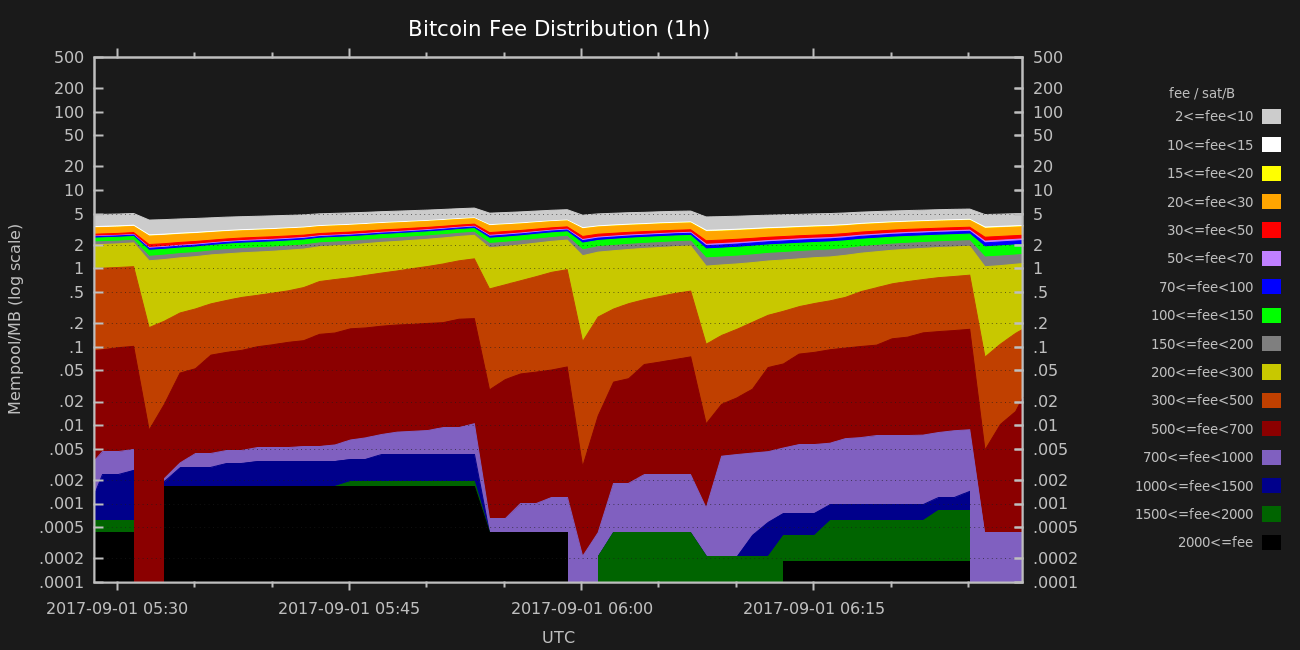 Bitcoin Fee Distribution (1h)
500
200
100
50
20
10
5
2
1
.5
.2
.1
.05
.02
.01
.005
.002
.001
.0005
.0002
.0001
Mempool/MB (log scale)
500
200
100
50
20
10
5
2
1
.5
.2
.1
.05
.02
.01
.005
.002
.001
.0005
.0002
.0001
2017-09-01 05:30
2017-09-01 05:45
2017-09-01 06:00
2017-09-01 06:15
UTC
fee / sat/B
2<=fee<10
10<=fee<15
15<=fee<20
20<=fee<30
30<=fee<50
50<=fee<70
70<=fee<100
100<=fee<150
150<=fee<200
200<=fee<300
300<=fee<500
500<=fee<700
700<=fee<1000
1000<=fee<1500
1500<=fee<2000
2000<=fee